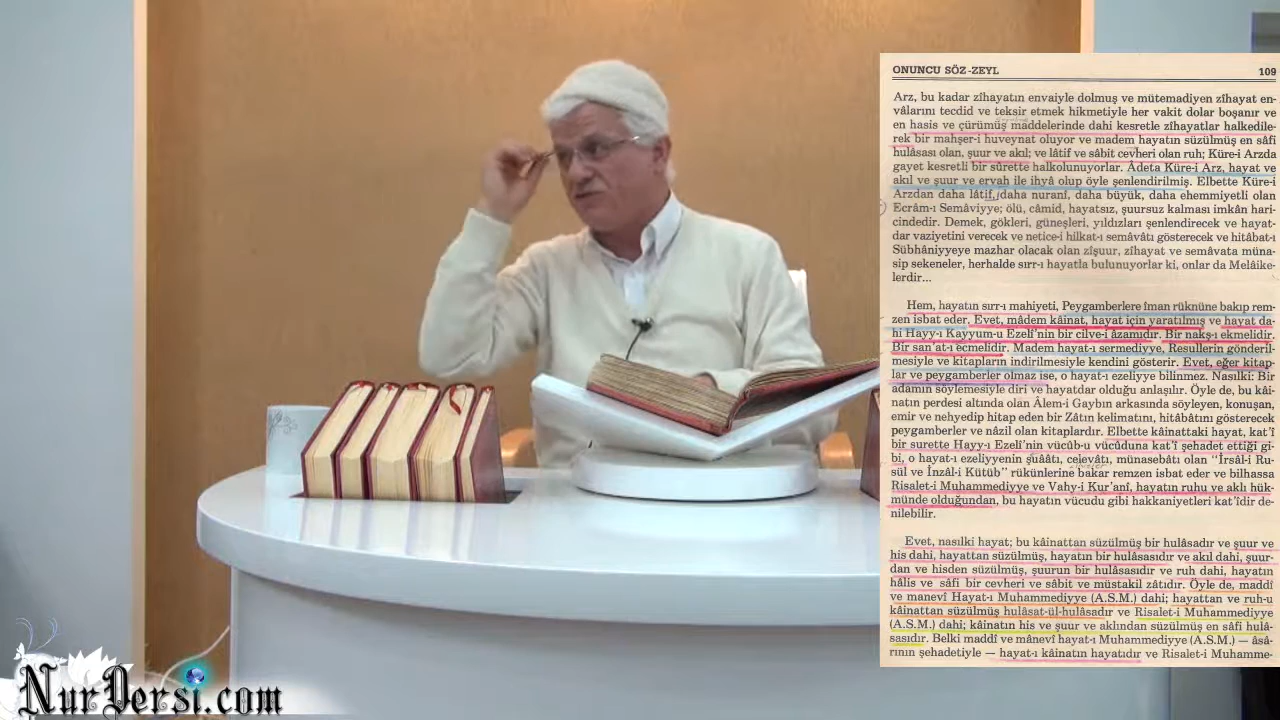 ONUNCU SÖZ-ZEYL 109
Arz, bu kadar zîhayatın envaiyle dolmuş ve mütemadiyen zîhayat en-
vâlarını tecdid ve teksir etmek hikmetiyle her vakit dolar boşanır ve
en hasis ve çürümüş maddelerinde dahi kesretle zîhayatlar halkedile-
rek bir mahşer-i huveynat oluyor ve madem hayatın süzülmüş en sâfi
hulâsası olan, şuur ve akıl; ve lâtif ve sâbit cevheri olan ruh; Küre-i Arzda
gayet kesretli bir sûrette halkolunuyorlar. Âdeta Küre-i Arz, hayat ve
akıl ve şuur ve ervah ile ihyâ olup öyle şenlendirilmiş. Elbette Küre-i
Arzdan daha lâtif, daha nuranî, daha büyük, daha ehemmiyetli olan
Ecrâm-ı Semâviyye; ölü, câmid, hayatsız, şuursuz kalması imkân hari-
cindedir. Demek, gökleri, güneşleri, yıldızları şenlendirecek ve hayat-
dar vaziyetini verecek ve netice-i hilkat-ı semâvâtı gösterecek ve hitâbat-ı
Sübhâniyyeye mazhar olacak olan zîşuur, zîhayat ve semâvata müna-
sip sekeneler, herhalde sırr-ı hayatla bulunuyorlar ki, onlar da Melâike-
lerdir...
Hem, hayatın sırr-ı mahiyeti, Peygamberlere îman rüknüne bakıp rem-
zen isbat eder. Evet, mâdem kâinat, hayat için yaratılmış ve hayat da-
hi Hayy-ı Kayyum-u Ezelî'nin bir cilve-i âzamıdır. Bir nakş-ı ekmelidir.
Bir san'at-ı ecmelidir. Madem hayat-ı sermediyye, Resullerin gönderil-
mesiyle ve kitapların indirilmesiyle kendini gösterir. Evet, eğer kitap-
lar ve peygamberler olmaz ise, o hayat-ı ezeliyye bilinmez. Nasılki: Bir
adamın söylemesiyle diri ve hayatdar olduğu anlaşılır. Öyle de, bu kâi-
natın perdesi altında olan Âlem-i Gaybın arkasında söyleyen, konuşan,
emir ve nehyedip hitap eden bir Zâtın kelimatını, hitâbâtını gösterecek
peygamberler ve nâzil olan kitaplardır. Elbette kâinattaki hayat, kat'î
bir surette Hayy-ı Ezelî'nin vücûb-u vücûduna kat'î şehadet ettiği gi-
bi, o hayat-ı ezeliyyenin şuââtı, celevâtı, münasebâtı olan "İrsâl-i Ru-
sül ve İnzâl-i Kütüb" rükünlerine bakar remzen isbat eder ve bilhassa
Risalet-i Muhammediyye ve Vahy-i Kur'anî, hayatın ruhu ve aklı hük-
münde olduğundan, bu hayatın vücudu gibi hakkaniyetleri kat'îdir de-
nilebilir.
Evet, nasılki hayat; bu kâinattan süzülmüş bir hulâsadır ve şuur ve
his dahi, hayattan süzülmüş, hayatın bir hulâsasıdır ve akıl dahi, şuur-
dan ve hisden süzülmüş, şuurun bir hulâsasıdır ve ruh dahi, hayatın
hâlis ve sâfi bir cevheri ve sâbit ve müstakil zâtıdır. Öyle de, maddî
ve manevî Hayat-ı Muhammediyye (A.S.M.) dahi; hayattan ve ruh-u
kâinattan süzülmüş hulâsat-ül-hulâsadır ve Risalet-i Muhammediyye
(A.S.M.) dahi; kâinatın his ve şuur ve aklından süzülmüş en sâfi hulâ-
sasıdır. Belki maddî ve mânevî hayat-ı Muhammediyye (A.S.M.) — âsâ-
rının şehadetiyle — hayat-ı kâinatın hayatıdır ve Risalet-i Muhamme-
NurDersi.com